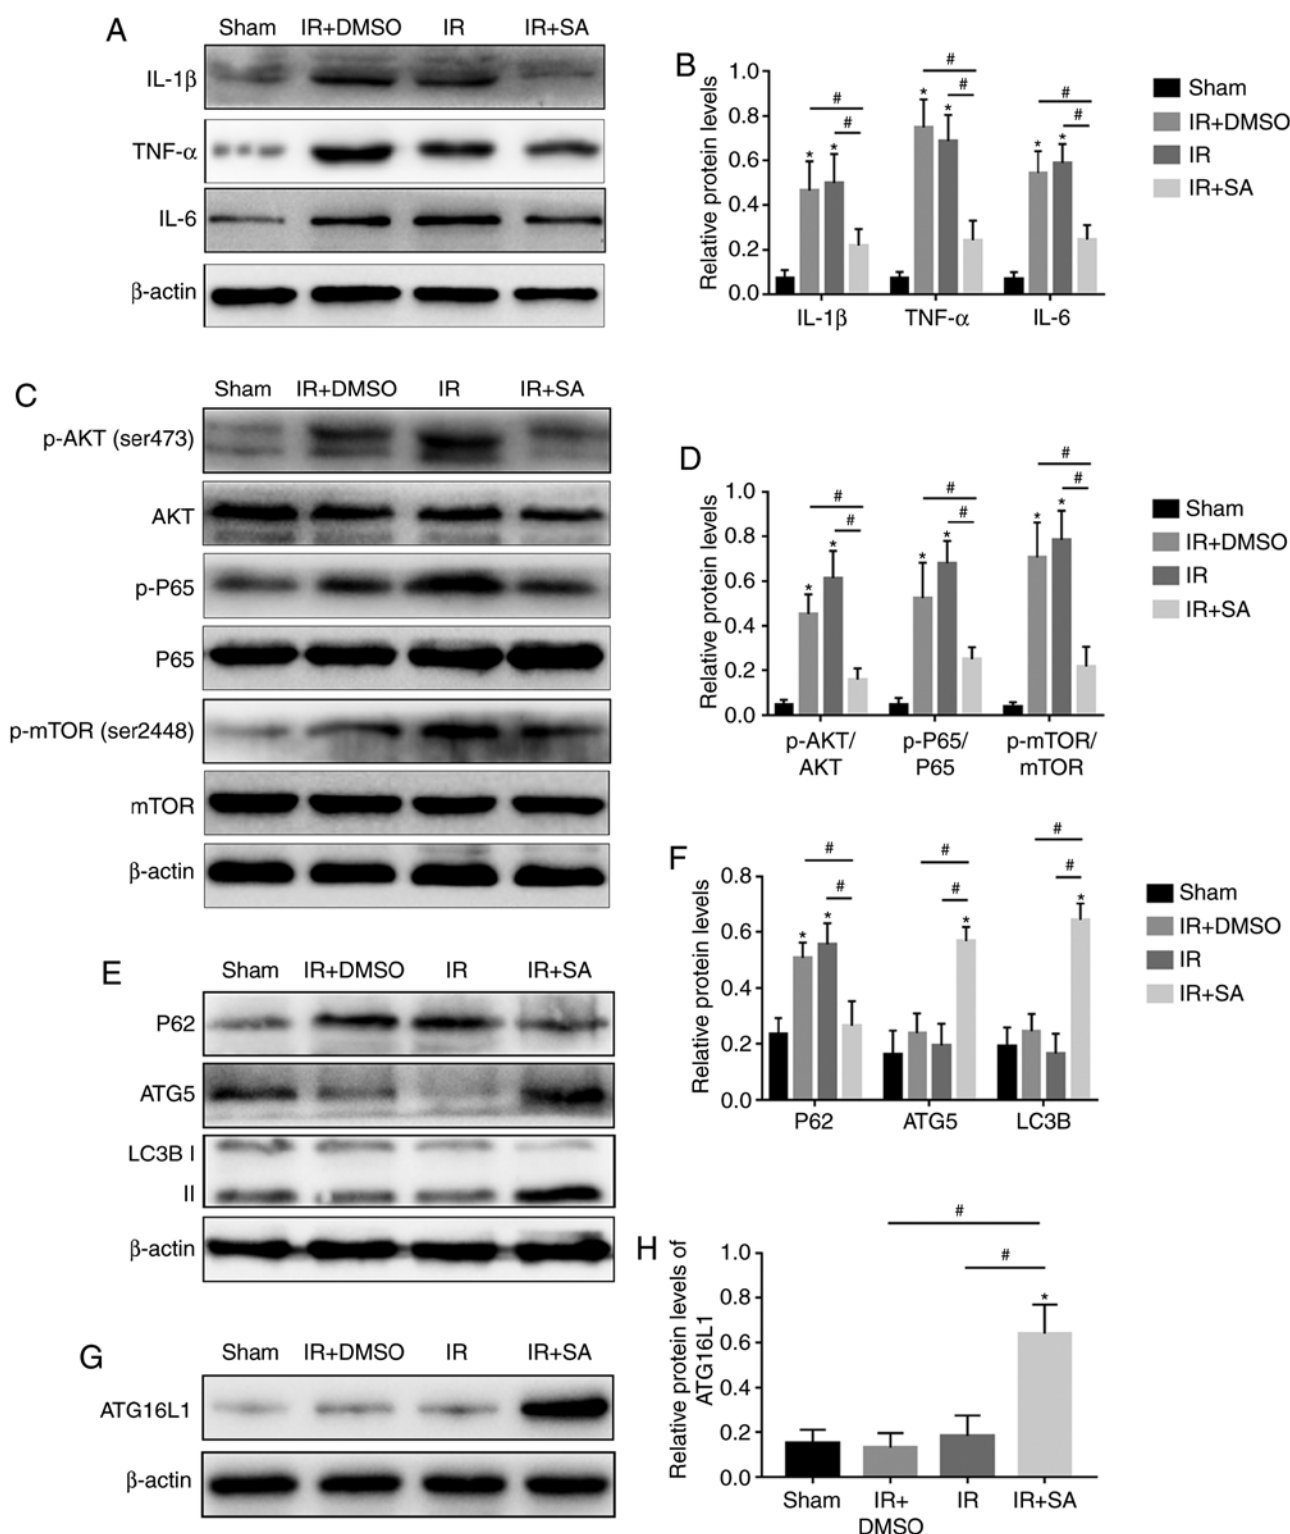 A
Sham IR+DMSO IR IR+SA
IL-1β
TNF-α
IL-6
β-actin
B
Relative protein levels
1.0
0.8
0.6
0.4
0.2
0.0
# # # # # #
* * * * * *
IL-1β TNF-α IL-6
Sham
IR+DMSO
IR
IR+SA
C
Sham IR+DMSO IR IR+SA
p-AKT (ser473)
AKT
p-P65
P65
p-mTOR (ser2448)
mTOR
β-actin
D
Relative protein levels
1.0
0.8
0.6
0.4
0.2
0.0
# # # # # #
* * * * * *
p-AKT/ p-P65/ p-mTOR/
AKT P65 mTOR
Sham
IR+DMSO
IR
IR+SA
E
Sham IR+DMSO IR IR+SA
P62
ATG5
LC3B I
II
β-actin
F
Relative protein levels
0.8
0.6
0.4
0.2
0.0
# # # # # #
* * * *
P62 ATG5 LC3B
Sham
IR+DMSO
IR
IR+SA
G
Sham IR+DMSO IR IR+SA
ATG16L1
β-actin
H
Relative protein levels of
ATG16L1
1.0
0.8
0.6
0.4
0.2
0.0
#
#
*
Sham IR+ IR IR+SA
DMSO